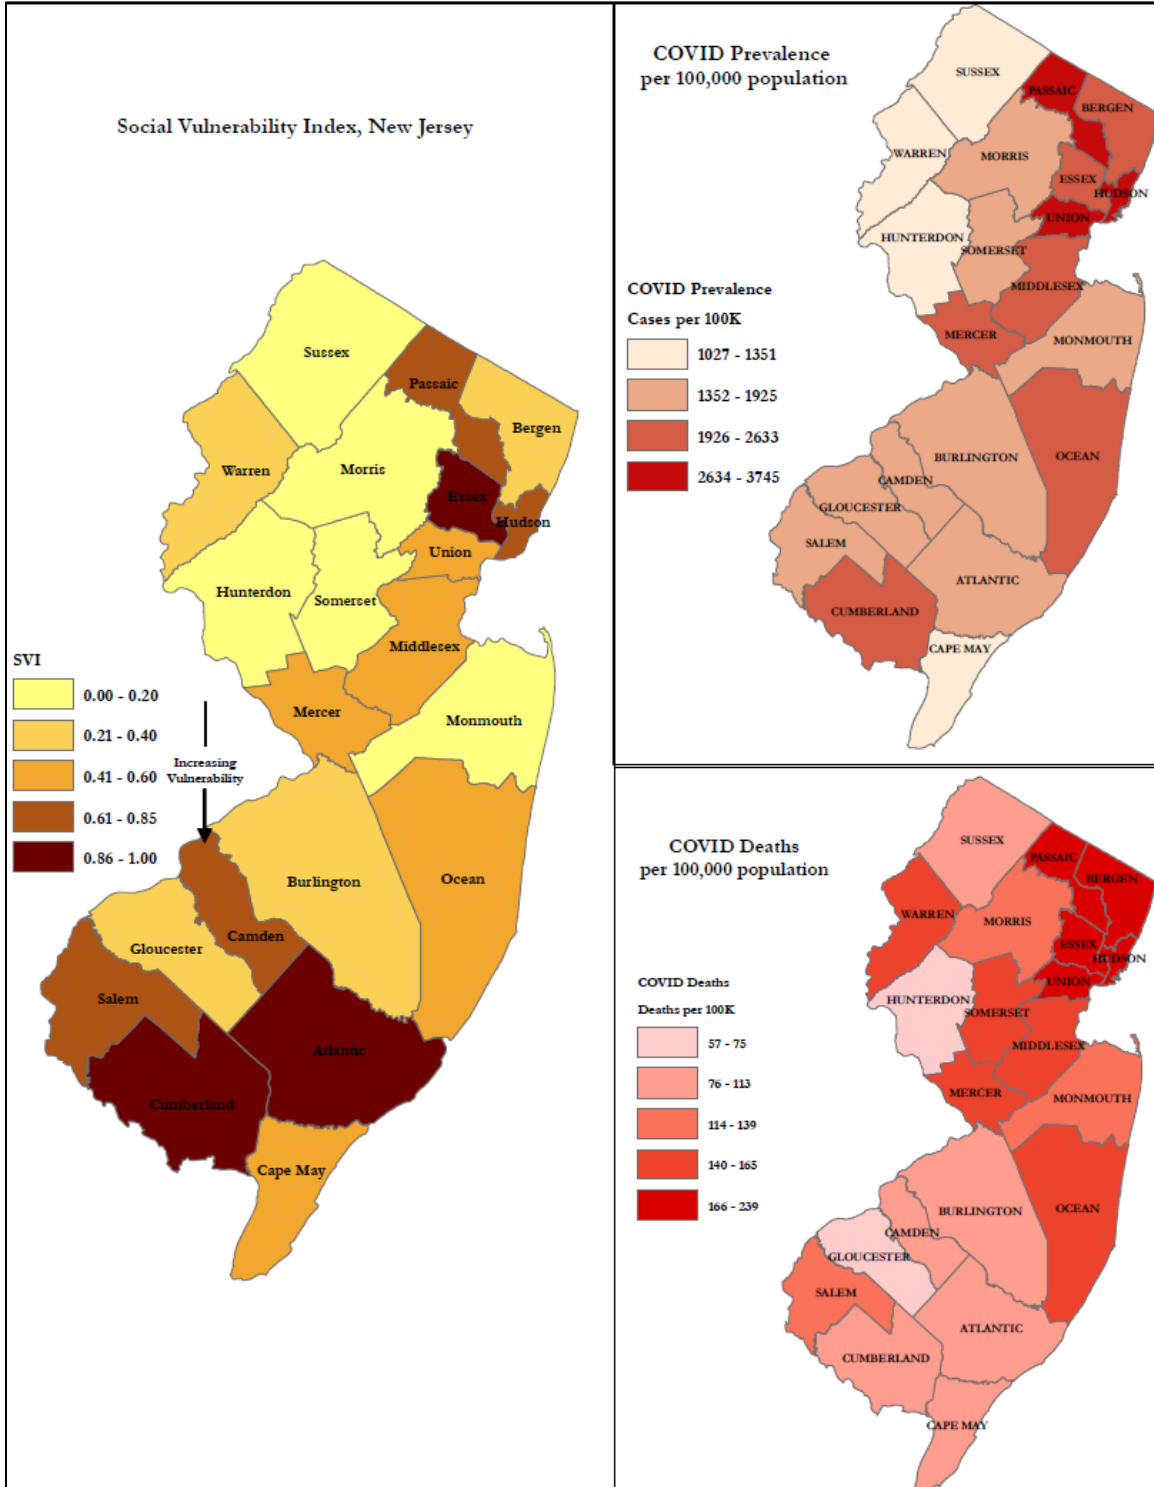 Social Vulnerability Index, New Jersey
Sussex
Passaic
Bergen
Warren
Morris
Essex
Hudson
Union
Hunterdon
Somerset
Middlesex
Mercer
Monmouth
Burlington
Ocean
Camden
Gloucester
Salem
Atlantic
Cumberland
Cape May
SVI
0.00 - 0.20
0.21 - 0.40
0.41 - 0.60
0.61 - 0.85
0.86 - 1.00
Increasing
Vulnerability
COVID Prevalence
per 100,000 population
SUSSEX
PASSAIC
BERGEN
WARREN
MORRIS
ESSEX
HUDSON
UNION
HUNTERDON
SOMERSET
MIDDLESEX
MERCER
MONMOUTH
BURLINGTON
OCEAN
CAMDEN
GLOUCESTER
SALEM
ATLANTIC
CUMBERLAND
CAPE MAY
COVID Prevalence
Cases per 100K
1027 - 1351
1352 - 1925
1926 - 2633
2634 - 3745
COVID Deaths
per 100,000 population
SUSSEX
PASSAIC
BERGEN
WARREN
MORRIS
ESSEX
HUDSON
UNION
HUNTERDON
SOMERSET
MIDDLESEX
MERCER
MONMOUTH
BURLINGTON
OCEAN
CAMDEN
GLOUCESTER
SALEM
ATLANTIC
CUMBERLAND
CAPE MAY
COVID Deaths
Deaths per 100K
57 - 75
76 - 113
114 - 139
140 - 165
166 - 239